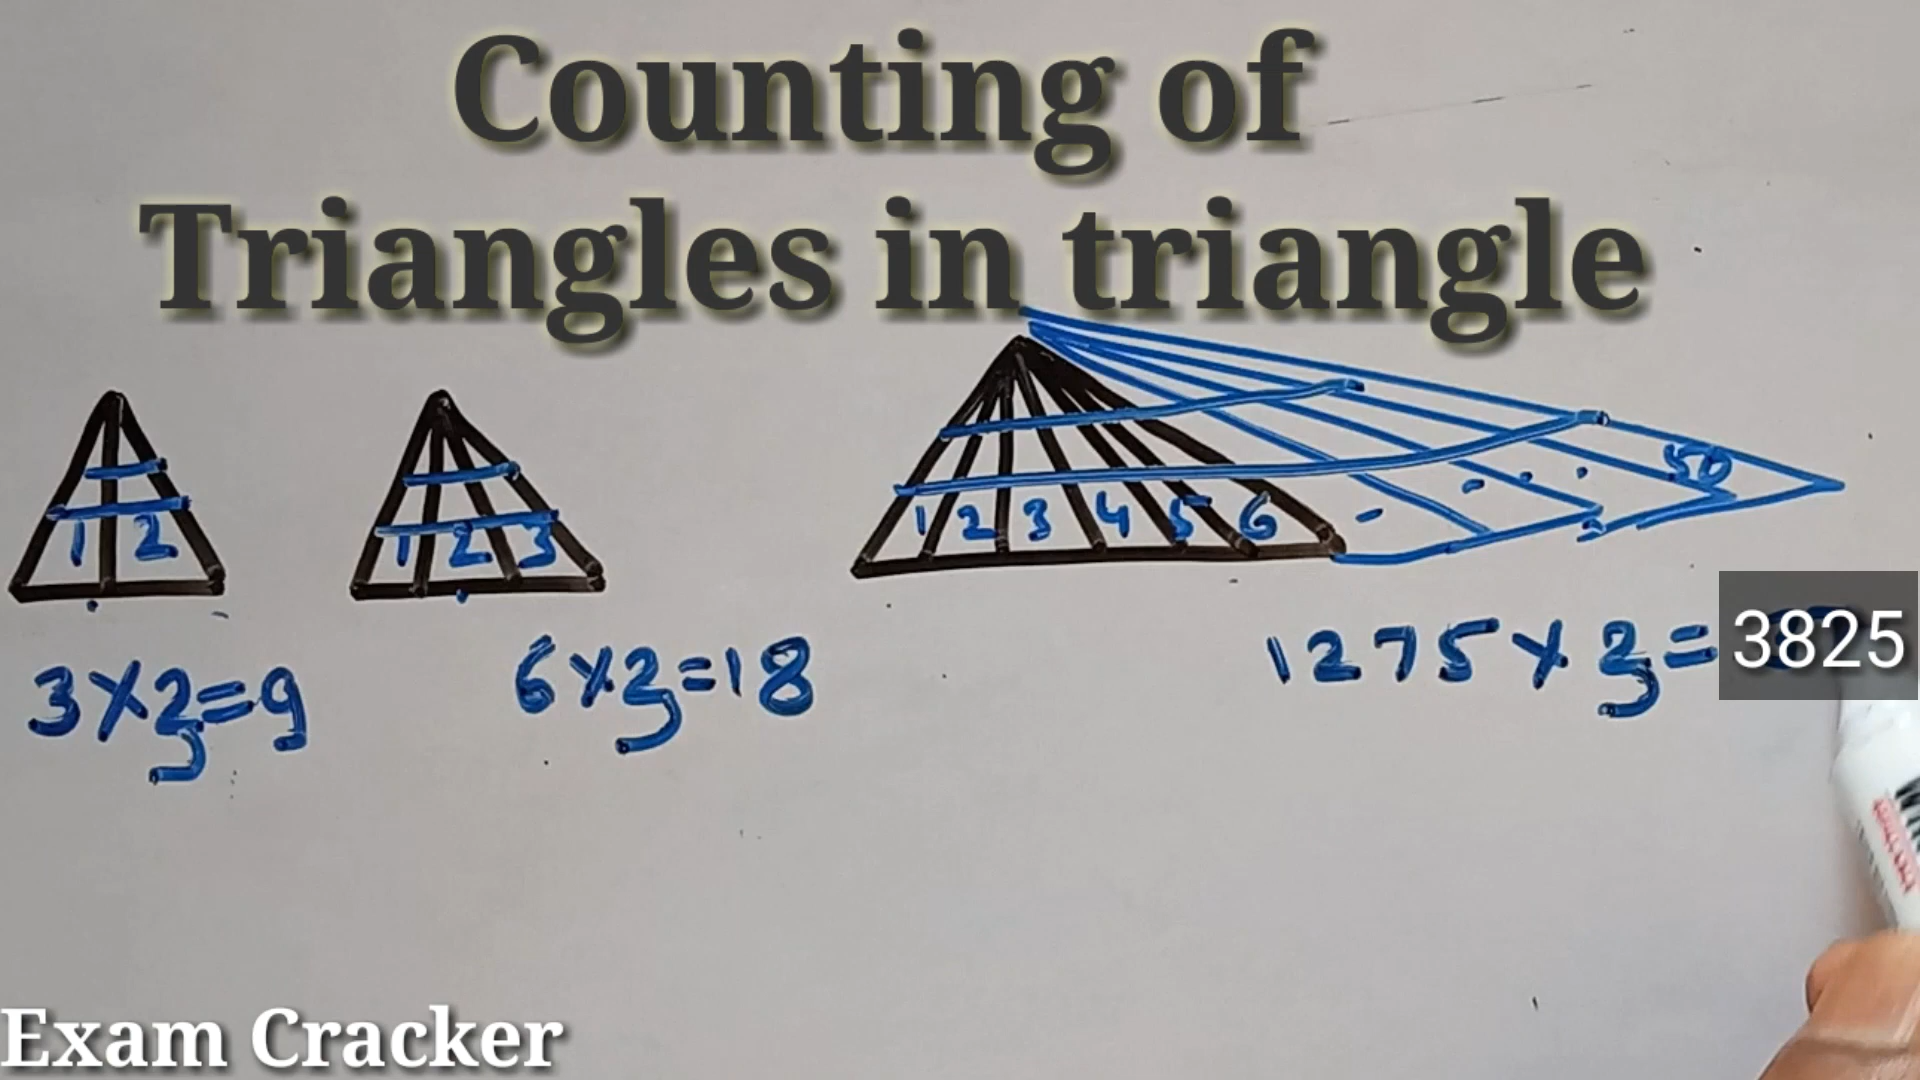 Counting of
Triangles in triangle
1 2
1 2 3
1 2 3 4 5 6 - . . . 50
3×3=9
6×3=18
1275×3=3825
Exam Cracker